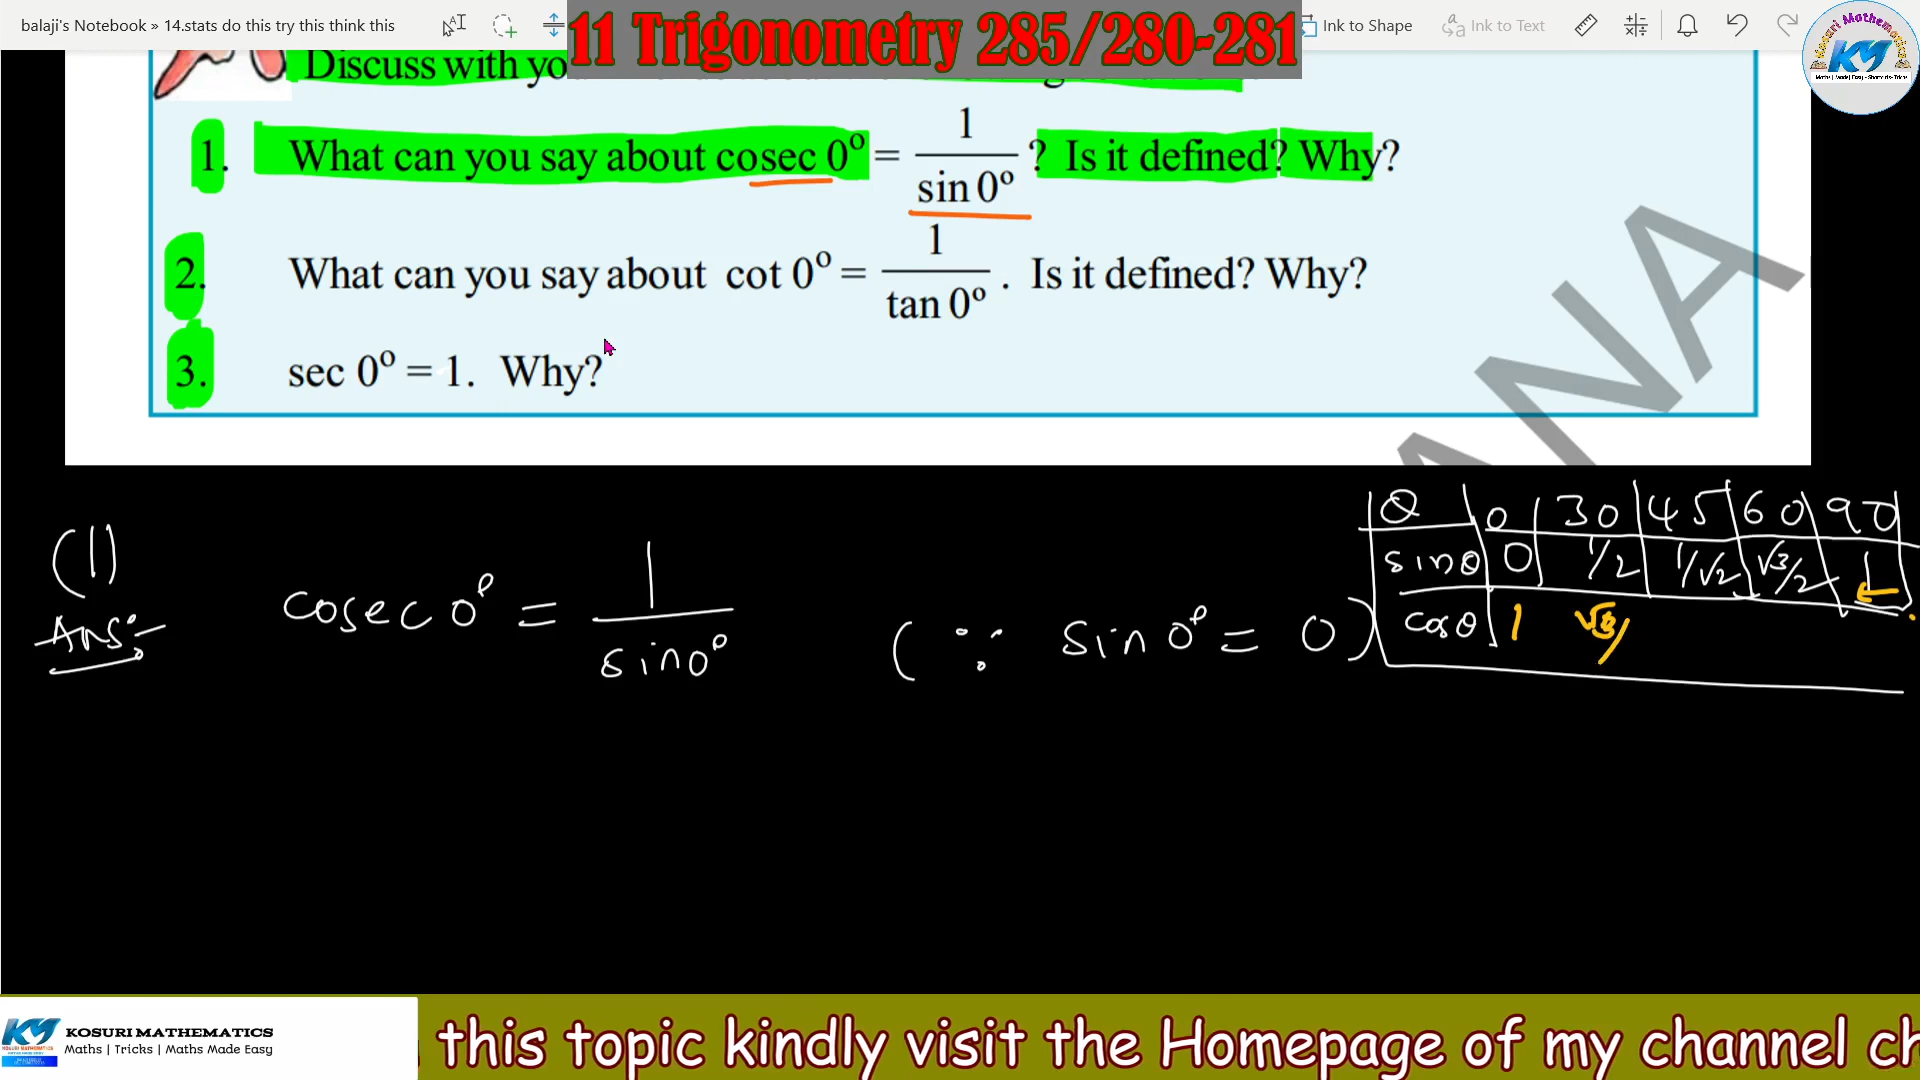 balaji's Notebook » 14.stats do this try this think this
11 Trigonometry 285/280-281
Ink to Shape
Ink to Text
Discuss with yo
1. What can you say about cosec 0° = 1/sin 0° ? Is it defined? Why?
2. What can you say about cot 0° = 1/tan 0° . Is it defined? Why?
3. sec 0° = 1. Why?
NA
θ 0 30 45 60 90
sinθ 0 1/2 1/√2 √3/2 1
cosθ 1 √3/
(1)
Ans:-
cosec 0° = 1/sin0° (∵ sin 0° = 0)
KOSURI MATHEMATICS
Maths | Tricks | Maths Made Easy
this topic kindly visit the Homepage of my channel ch